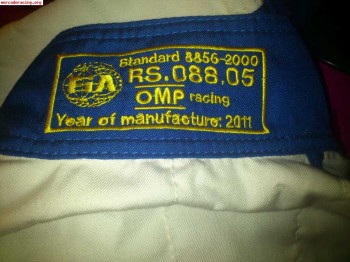 mercadoracing.org
Standard 8856-2000
FIA
RS.088.05
OMP racing
Year of manufacture: 2011